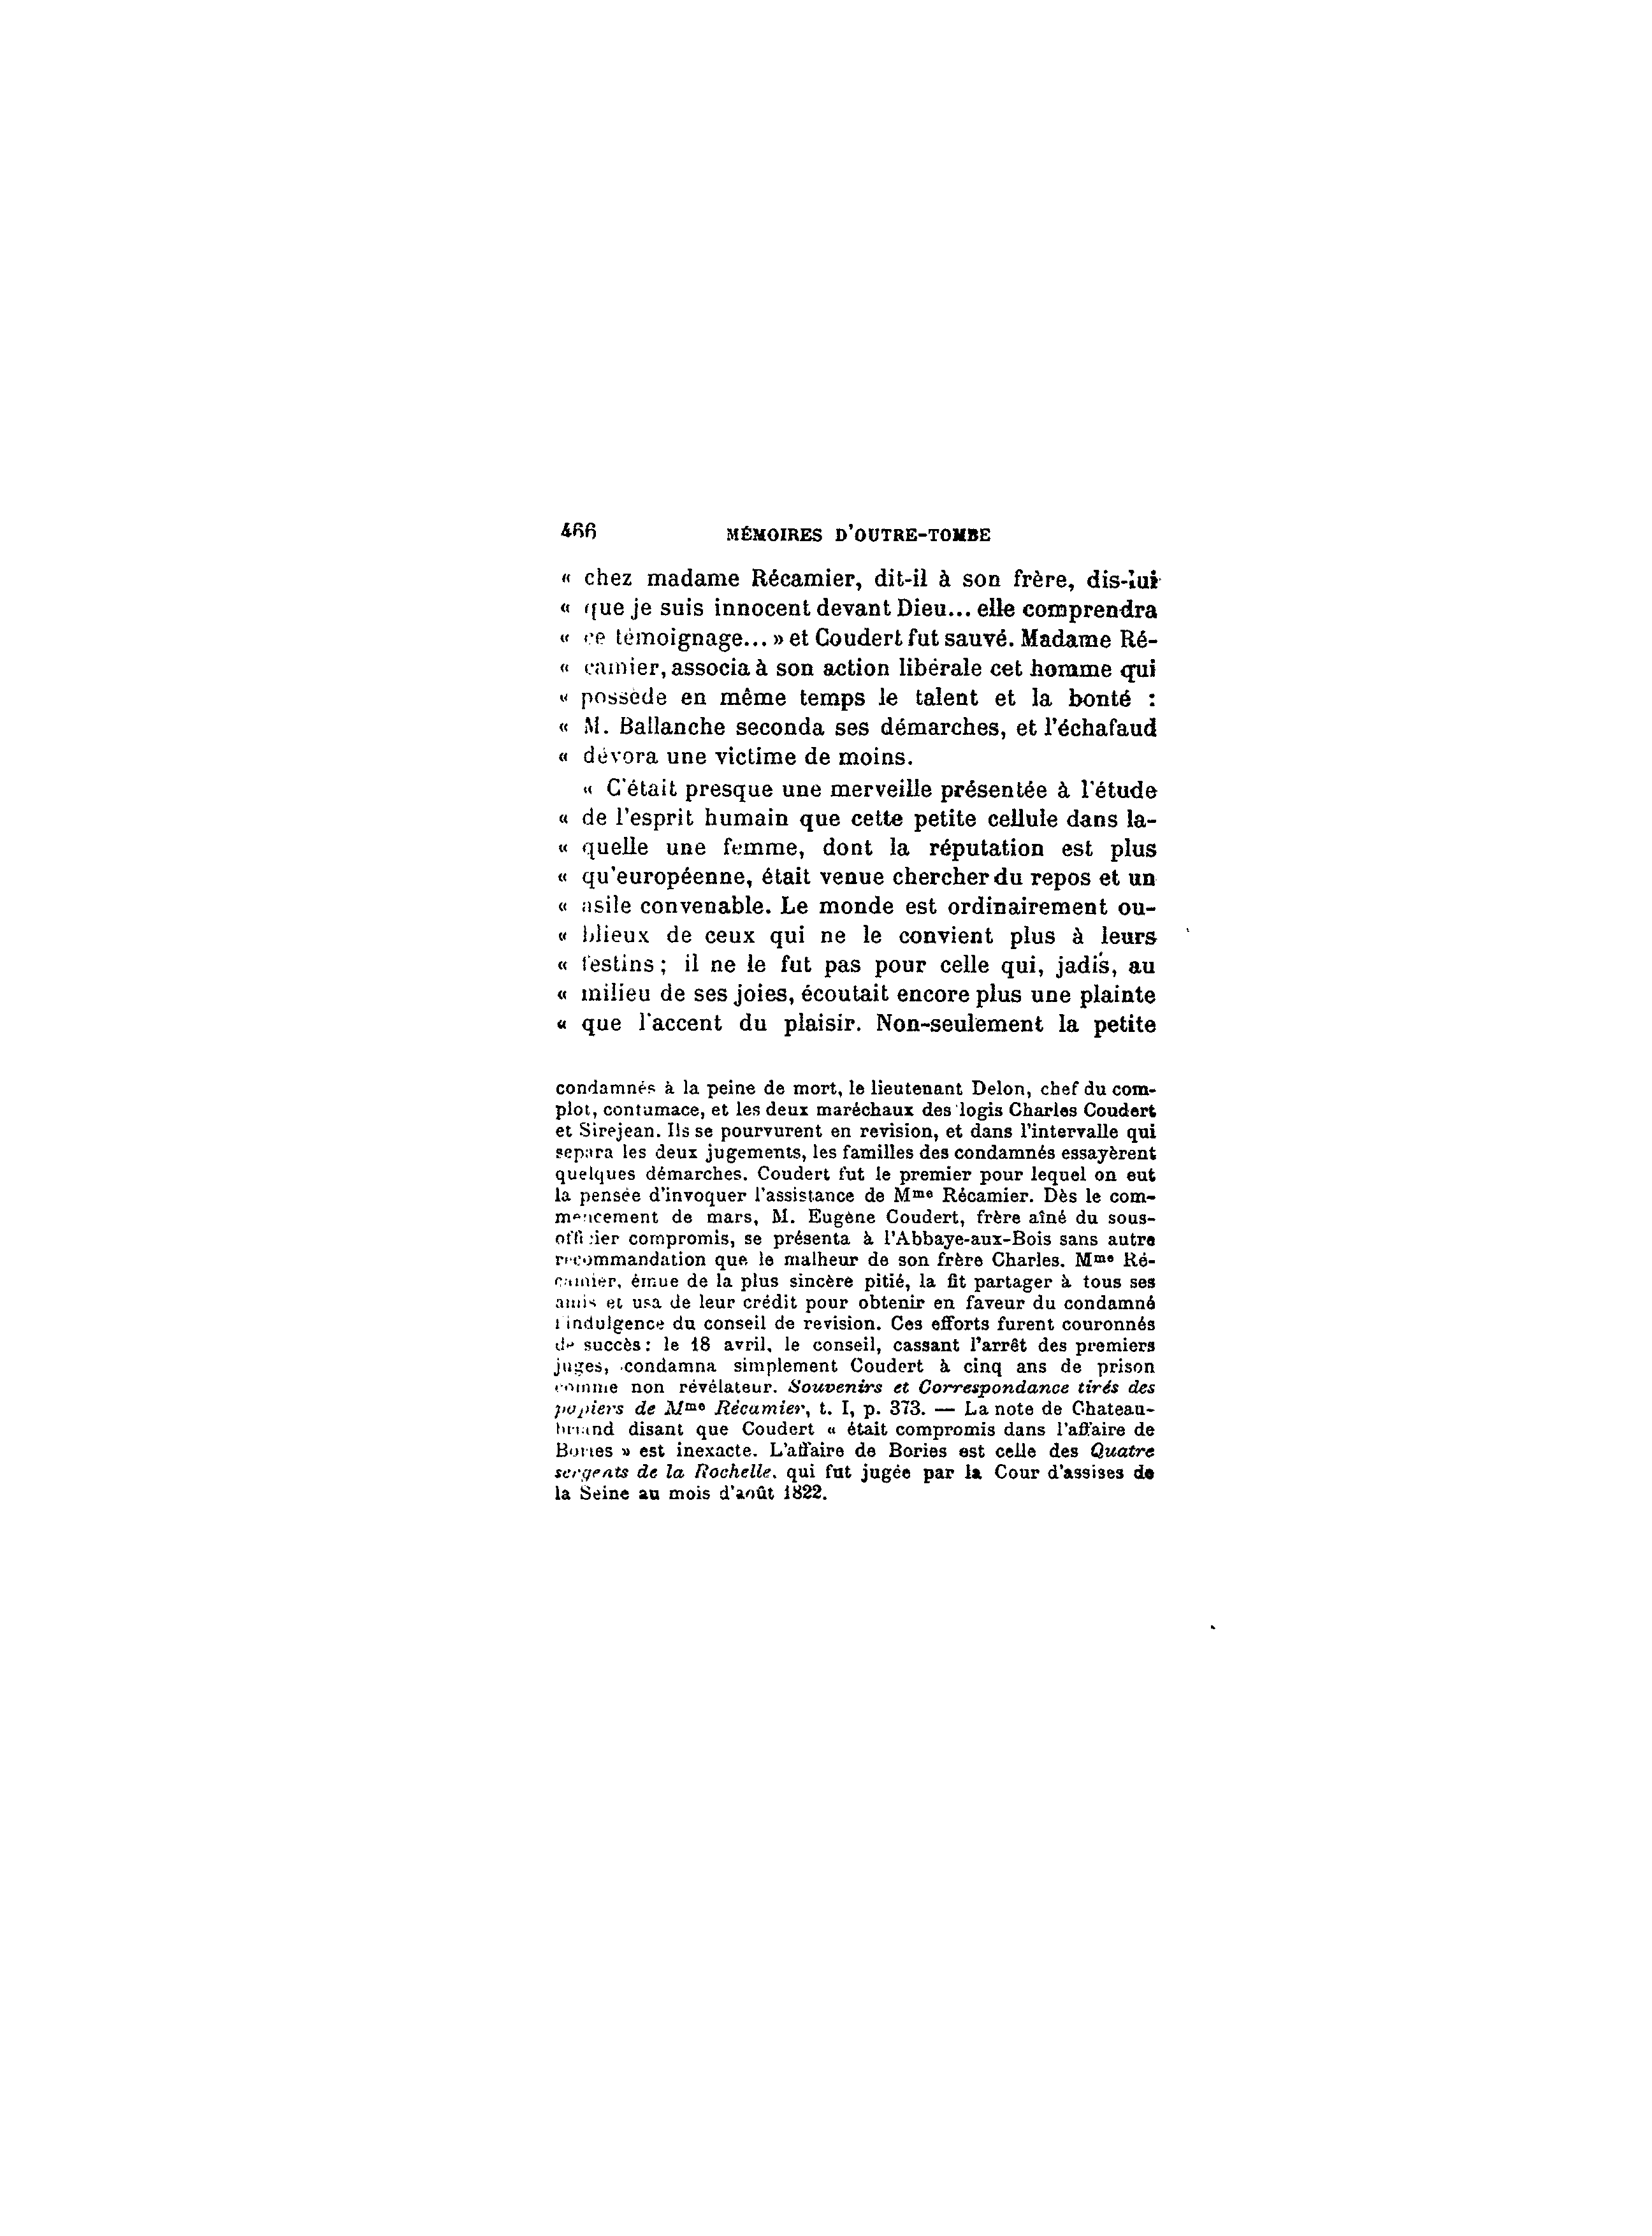 466 MÉMOIRES D'OUTRE-TOMBE
« chez madame Récamier, dit-il à son frère, dis-lui
« que je suis innocent devant Dieu... elle comprendra
« ce témoignage... » et Coudert fut sauvé. Madame Ré-
« camier, associa à son action libérale cet homme qui
« possède en même temps le talent et la bonté :
« M. Ballanche seconda ses démarches, et l'échafaud
« dévora une victime de moins.
« C'était presque une merveille présentée à l'étude
« de l'esprit humain que cette petite cellule dans la-
« quelle une femme, dont la réputation est plus
« qu'européenne, était venue chercher du repos et un
« asile convenable. Le monde est ordinairement ou-
« blieux de ceux qui ne le convient plus à leurs
« festins ; il ne le fut pas pour celle qui, jadis, au
« milieu de ses joies, écoutait encore plus une plainte
« que l'accent du plaisir. Non-seulement la petite
condamnés à la peine de mort, le lieutenant Delon, chef du com-
plot, contumace, et les deux maréchaux des logis Charles Coudert
et Sirejean. Ils se pourvurent en revision, et dans l'intervalle qui
sépara les deux jugements, les familles des condamnés essayèrent
quelques démarches. Coudert fut le premier pour lequel on eut
la pensée d'invoquer l'assistance de Mme Récamier. Dès le com-
mencement de mars, M. Eugène Coudert, frère aîné du sous-
officier compromis, se présenta à l'Abbaye-aux-Bois sans autre
recommandation que le malheur de son frère Charles. Mme Ré-
camier, émue de la plus sincère pitié, la fit partager à tous ses
amis et usa de leur crédit pour obtenir en faveur du condamné
l'indulgence du conseil de revision. Ces efforts furent couronnés
de succès : le 18 avril, le conseil, cassant l'arrêt des premiers
juges, condamna simplement Coudert à cinq ans de prison
comme non révélateur. Souvenirs et Correspondance tirés des
papiers de Mme Récamier, t. I, p. 373. — La note de Chateau-
briand disant que Coudert « était compromis dans l'affaire de
Bories » est inexacte. L'affaire de Bories est celle des Quatre
sergents de la Rochelle, qui fut jugée par la Cour d'assises de
la Seine au mois d'août 1822.